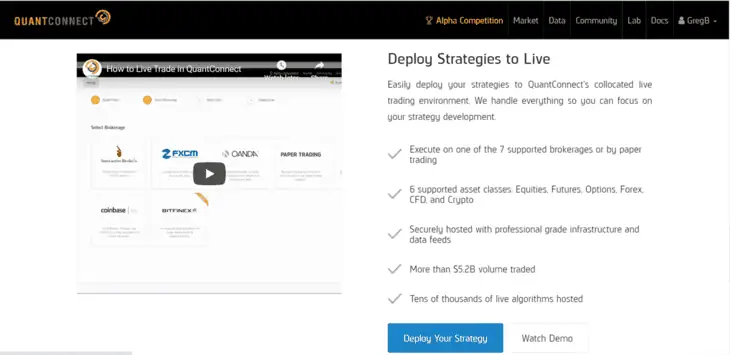 QUANTCONNECT
Alpha Competition Market Data Community Lab Docs GregB
How to Live Trade in QuantConnect
Watch later Share
Select Brokerage
FXCM OANDA PAPER TRADING
coinbase BITFINEX
Deploy Strategies to Live
Easily deploy your strategies to QuantConnect's collocated live
trading environment. We handle everything so you can focus on
your strategy development.
Execute on one of the 7 supported brokerages or by paper
trading
6 supported asset classes: Equities, Futures, Options, Forex,
CFD, and Crypto
Securely hosted with professional grade infrastructure and
data feeds
More than $5.2B volume traded
Tens of thousands of live algorithms hosted
Deploy Your Strategy Watch Demo